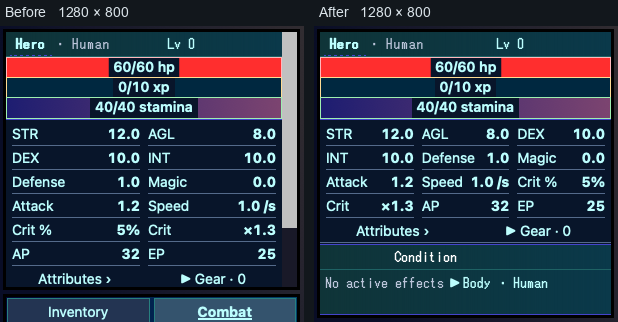 Before 1280 × 800
Hero · Human Lv 0
60/60 hp
0/10 xp
40/40 stamina
STR 12.0 AGL 8.0
DEX 10.0 INT 10.0
Defense 1.0 Magic 0.0
Attack 1.2 Speed 1.0 /s
Crit % 5% Crit ×1.3
AP 32 EP 25
Attributes › ▶ Gear · 0
Inventory Combat
After 1280 × 800
Hero · Human Lv 0
60/60 hp
0/10 xp
40/40 stamina
STR 12.0 AGL 8.0 DEX 10.0
INT 10.0 Defense 1.0 Magic 0.0
Attack 1.2 Speed 1.0 /s Crit % 5%
Crit ×1.3 AP 32 EP 25
Attributes › ▶ Gear · 0
Condition
No active effects ▶ Body · Human